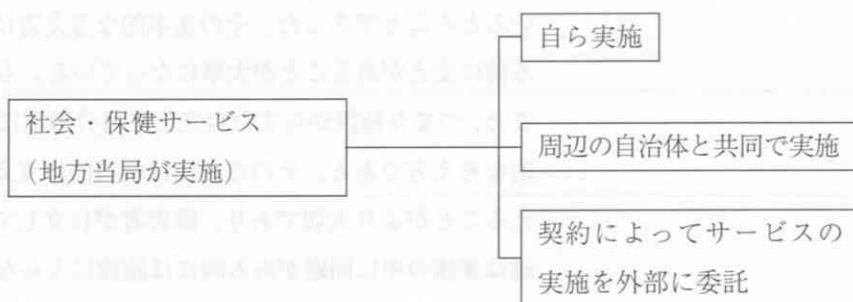 自ら実施
社会・保健サービス
(地方当局が実施)
周辺の自治体と共同で実施
契約によってサービスの
実施を外部に委託